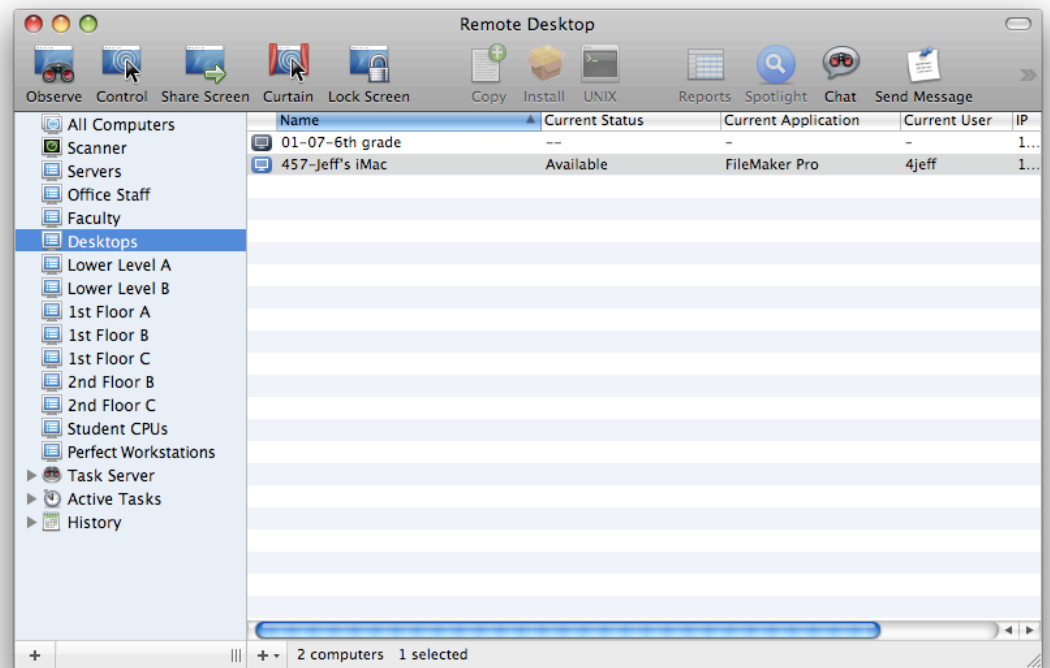 Remote Desktop
Observe Control Share Screen Curtain Lock Screen Copy Install UNIX Reports Spotlight Chat Send Message
Name Current Status Current Application Current User IP
01-07-6th grade -- - - 1...
457-Jeff's iMac Available FileMaker Pro 4jeff 1...
All Computers
Scanner
Servers
Office Staff
Faculty
Desktops
Lower Level A
Lower Level B
1st Floor A
1st Floor B
1st Floor C
2nd Floor B
2nd Floor C
Student CPUs
Perfect Workstations
Task Server
Active Tasks
History
2 computers 1 selected